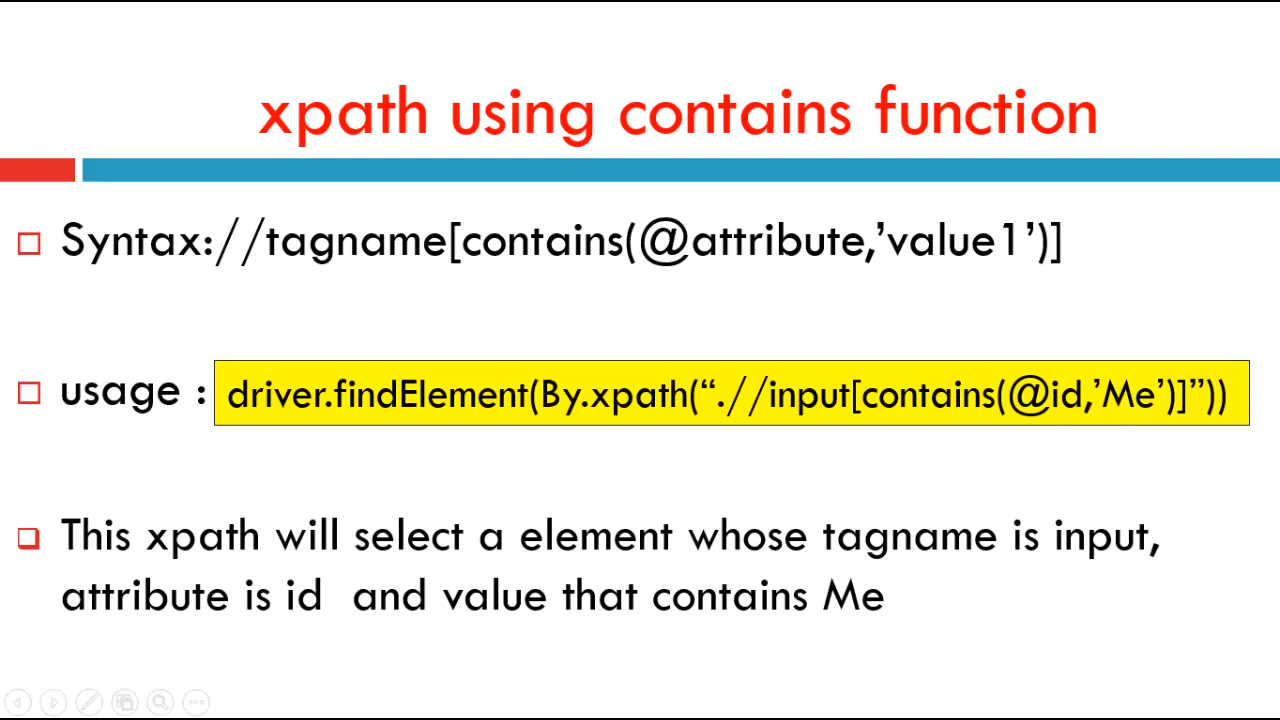 xpath using contains function
Syntax://tagname[contains(@attribute,’value1’)]
usage : driver.findElement(By.xpath(“.//input[contains(@id,’Me’)]”))
This xpath will select a element whose tagname is input,
attribute is id and value that contains Me